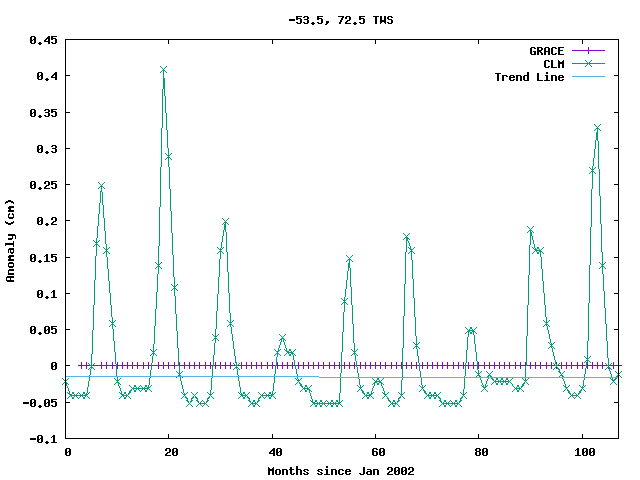 -53.5, 72.5 TWS
GRACE
CLM
Trend Line
0.45
0.4
0.35
0.3
0.25
0.2
0.15
0.1
0.05
0
-0.05
-0.1
Anomaly (cm)
0 20 40 60 80 100
Months since Jan 2002